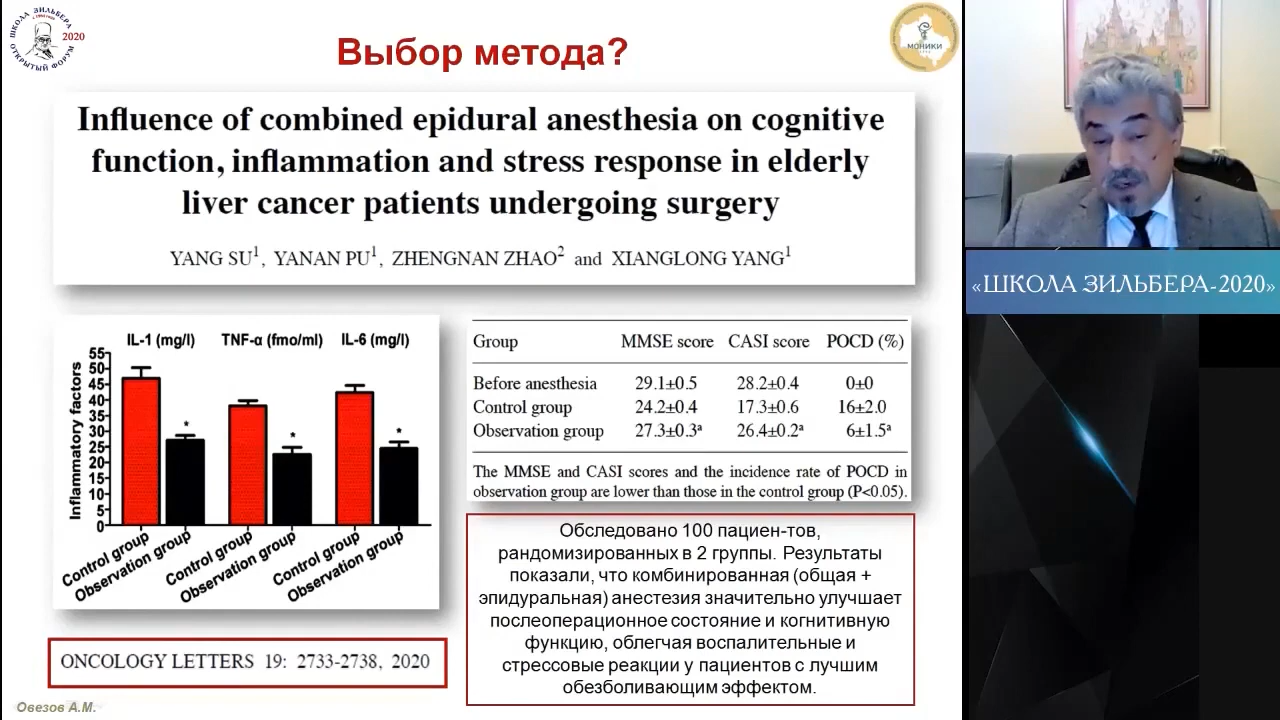 ШКОЛА ЗИЛЬБЕРА
ОТКРЫТЫЙ ФОРУМ
2020
Выбор метода?
МОНИКИ
Influence of combined epidural anesthesia on cognitive
function, inflammation and stress response in elderly
liver cancer patients undergoing surgery
YANG SU1, YANAN PU1, ZHENGNAN ZHAO2 and XIANGLONG YANG1
IL-1 (mg/l) TNF-α (fmo/ml) IL-6 (mg/l)
Inflammatory factors
55
50
45
40
35
30
25
20
15
10
5
0
* * *
Control group
Observation group
Control group
Observation group
Control group
Observation group
Group MMSE score CASI score POCD (%)
Before anesthesia 29.1±0.5 28.2±0.4 0±0
Control group 24.2±0.4 17.3±0.6 16±2.0
Observation group 27.3±0.3a 26.4±0.2a 6±1.5a
The MMSE and CASI scores and the incidence rate of POCD in
observation group are lower than those in the control group (P<0.05).
Обследовано 100 пациен-тов,
рандомизированных в 2 группы. Результаты
показали, что комбинированная (общая +
эпидуральная) анестезия значительно улучшает
послеоперационное состояние и когнитивную
функцию, облегчая воспалительные и
стрессовые реакции у пациентов с лучшим
обезболивающим эффектом.
ONCOLOGY LETTERS 19: 2733-2738, 2020
Овезов А.М.
«ШКОЛА ЗИЛЬБЕРА-2020»